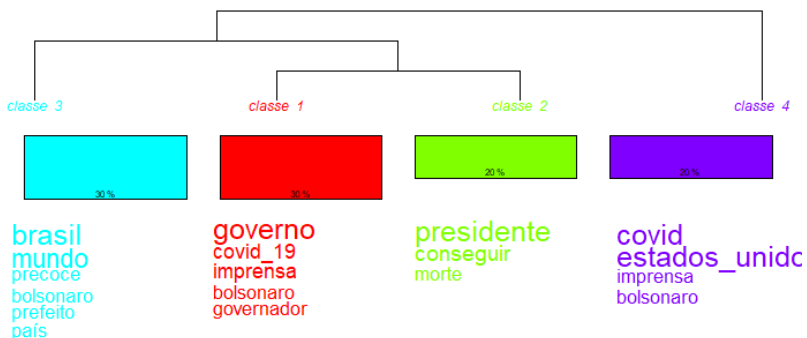 classe 3
classe 1
classe 2
classe 4
30 %
30 %
20 %
20 %
brasil
mundo
precoce
bolsonaro
prefeito
país
governo
covid_19
imprensa
bolsonaro
governador
presidente
conseguir
morte
covid
estados_unido
imprensa
bolsonaro